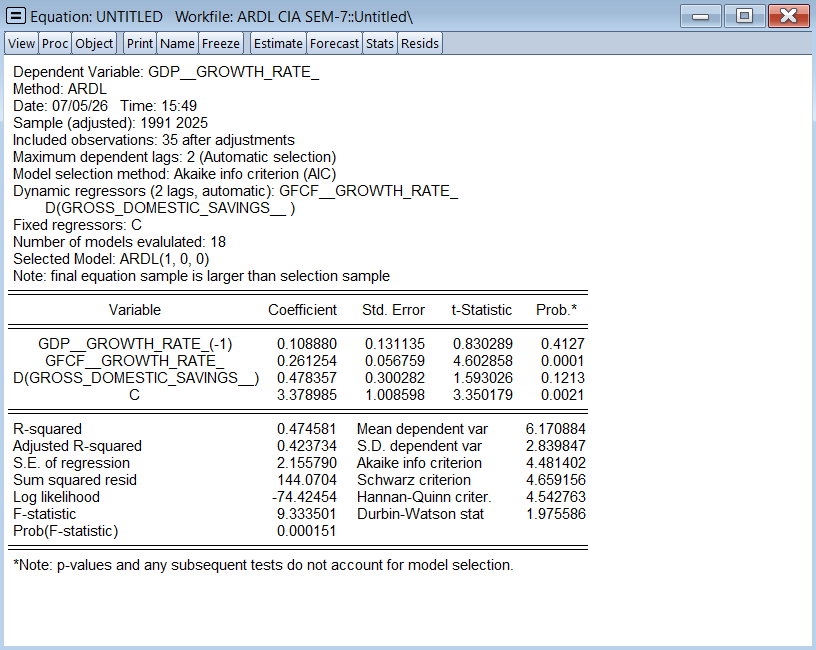 Equation: UNTITLED   Workfile: ARDL CIA SEM-7::Untitled\
View Proc Object Print Name Freeze Estimate Forecast Stats Resids
Dependent Variable: GDP__GROWTH_RATE_
Method: ARDL
Date: 07/05/26   Time: 15:49
Sample (adjusted): 1991 2025
Included observations: 35 after adjustments
Maximum dependent lags: 2 (Automatic selection)
Model selection method: Akaike info criterion (AIC)
Dynamic regressors (2 lags, automatic): GFCF__GROWTH_RATE_
D(GROSS_DOMESTIC_SAVINGS__ )
Fixed regressors: C
Number of models evalulated: 18
Selected Model: ARDL(1, 0, 0)
Note: final equation sample is larger than selection sample
Variable Coefficient Std. Error t-Statistic Prob.*
GDP__GROWTH_RATE_(-1) 0.108880 0.131135 0.830289 0.4127
GFCF__GROWTH_RATE_ 0.261254 0.056759 4.602858 0.0001
D(GROSS_DOMESTIC_SAVINGS__) 0.478357 0.300282 1.593026 0.1213
C 3.378985 1.008598 3.350179 0.0021
R-squared 0.474581 Mean dependent var 6.170884
Adjusted R-squared 0.423734 S.D. dependent var 2.839847
S.E. of regression 2.155790 Akaike info criterion 4.481402
Sum squared resid 144.0704 Schwarz criterion 4.659156
Log likelihood -74.42454 Hannan-Quinn criter. 4.542763
F-statistic 9.333501 Durbin-Watson stat 1.975586
Prob(F-statistic) 0.000151
*Note: p-values and any subsequent tests do not account for model selection.